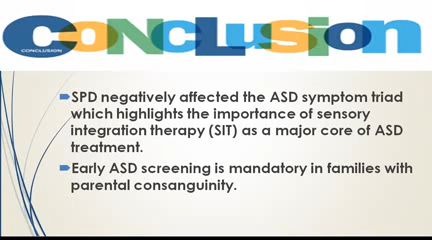 CONCLUSION
CONCLUSION
SPD negatively affected the ASD symptom triad
which highlights the importance of sensory
integration therapy (SIT) as a major core of ASD
treatment.
Early ASD screening is mandatory in families with
parental consanguinity.